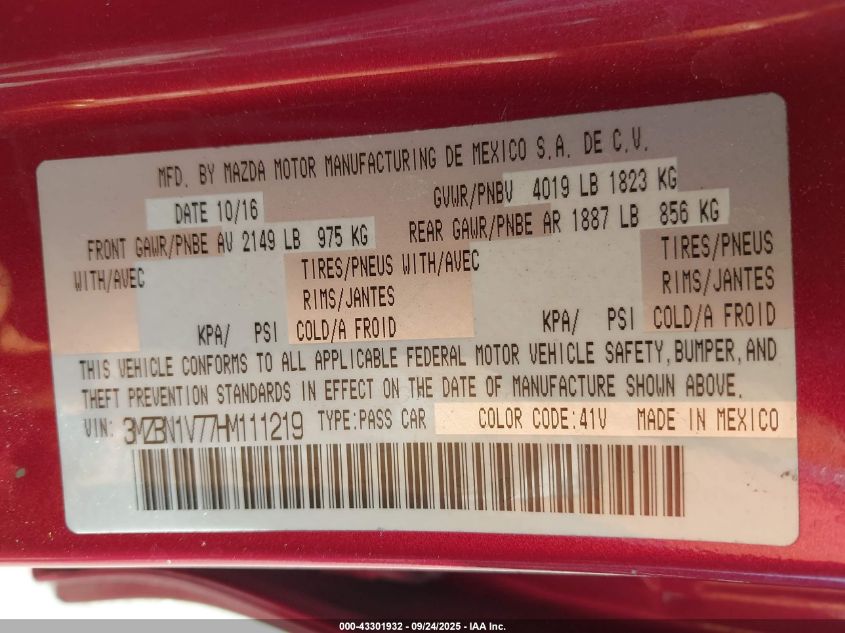 MFD. BY MAZDA MOTOR MANUFACTURING DE MEXICO S.A. DE C.V.
DATE 10/16 GVWR/PNBV 4019 LB 1823 KG
FRONT GAWR/PNBE AV 2149 LB 975 KG REAR GAWR/PNBE AR 1887 LB 856 KG
WITH/AVEC TIRES/PNEUS WITH/AVEC TIRES/PNEUS
RIMS/JANTES RIMS/JANTES
KPA/ PSI COLD/A FROID KPA/ PSI COLD/A FROID
THIS VEHICLE CONFORMS TO ALL APPLICABLE FEDERAL MOTOR VEHICLE SAFETY, BUMPER, AND
THEFT PREVENTION STANDARDS IN EFFECT ON THE DATE OF MANUFACTURE SHOWN ABOVE.
VIN: 3MZBN1V77HM111219 TYPE:PASS CAR COLOR CODE:41V MADE IN MEXICO
000-43301932 - 09/24/2025 - IAA Inc.